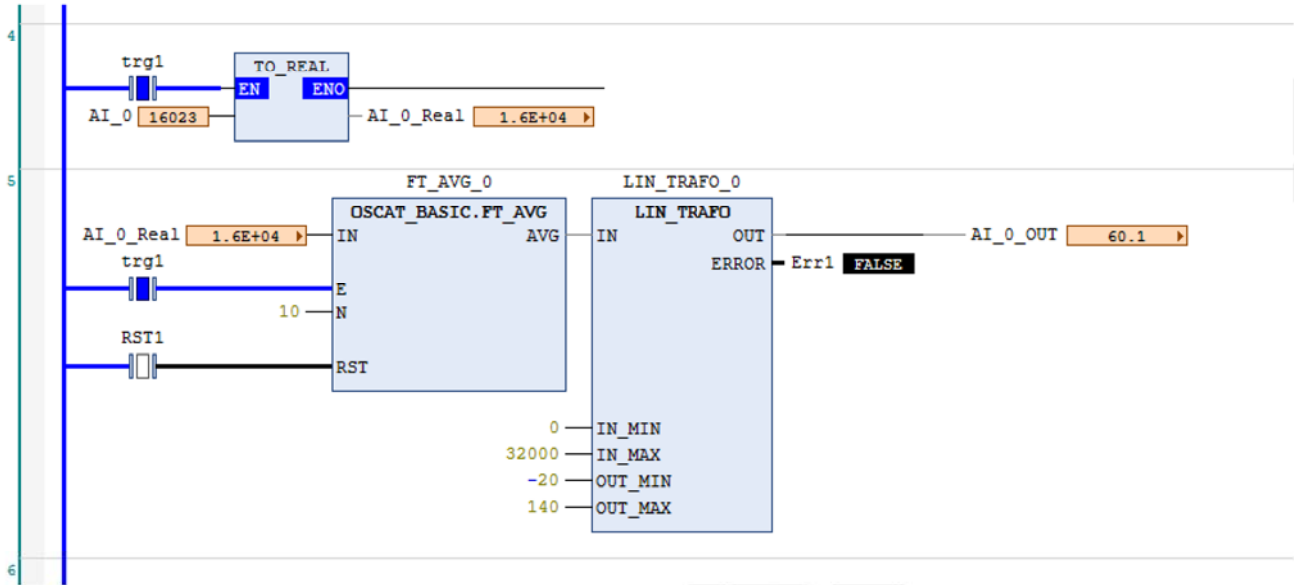 4
trg1
TO_REAL
EN ENO
AI_0 16023 AI_0_Real 1.6E+04
5
FT_AVG_0 LIN_TRAFO_0
OSCAT_BASIC.FT_AVG LIN_TRAFO
AI_0_Real 1.6E+04 IN AVG IN OUT AI_0_OUT 60.1
trg1 ERROR Err1 FALSE
E
10 N
RST1
RST
0 IN_MIN
32000 IN_MAX
-20 OUT_MIN
140 OUT_MAX
6